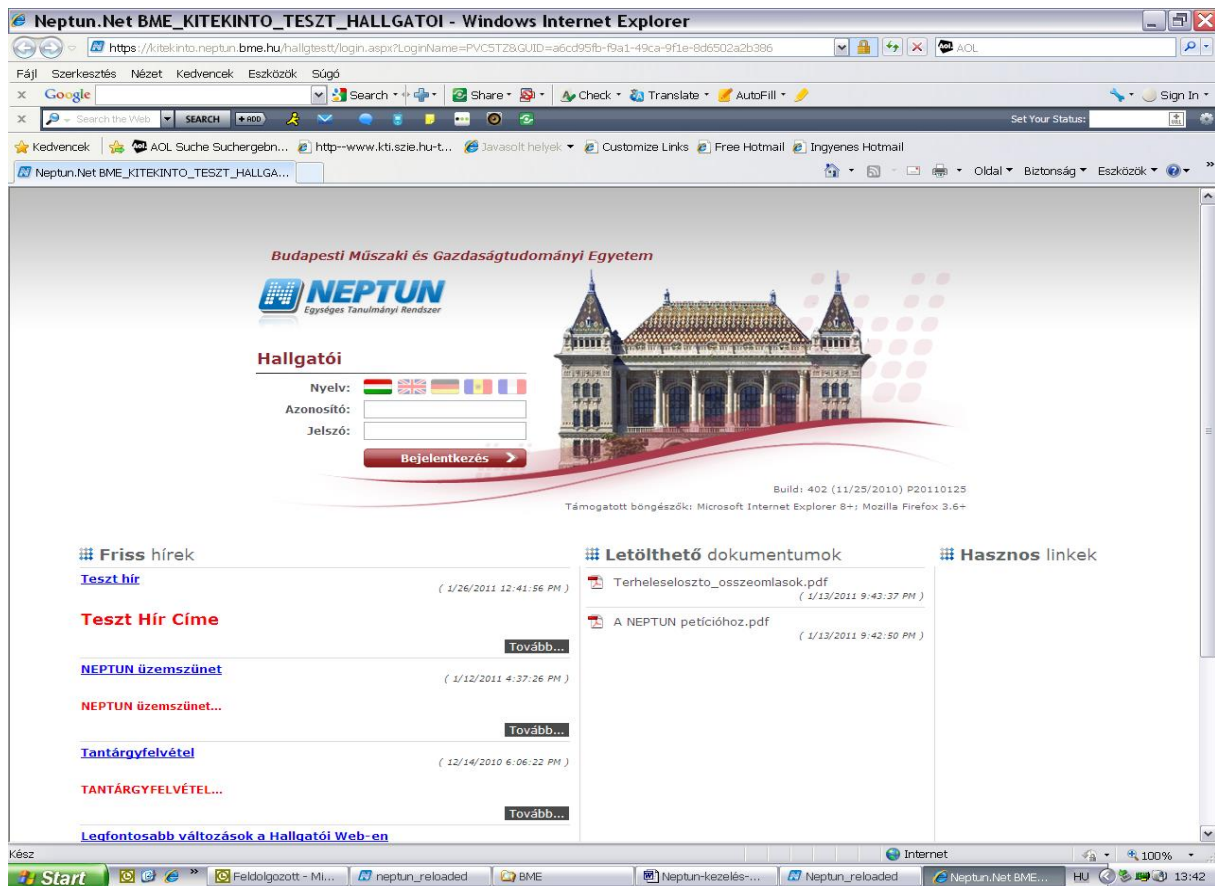 Neptun.Net BME_KITEKINTO_TESZT_HALLGATOI - Windows Internet Explorer
https://kitekinto.neptun.bme.hu/hallgtestt/login.aspx?LoginName=PVC5TZ&GUID=a6cd95fb-f9a1-49ca-9f1e-8d6502a2b386
AOL
Fájl Szerkesztés Nézet Kedvencek Eszközök Súgó
x Google Search Share Check Translate AutoFill Sign In
x Search the Web SEARCH +ADD Set Your Status:
Kedvencek AOL Suche Suchergebn... http--www.kti.szie.hu-t... Javasolt helyek Customize Links Free Hotmail Ingyenes Hotmail
Neptun.Net BME_KITEKINTO_TESZT_HALLGA... Oldal Biztonság Eszközök »
Budapesti Műszaki és Gazdaságtudományi Egyetem
NEPTUN
Egységes Tanulmányi Rendszer
Hallgatói
Nyelv:
Azonosító:
Jelszó:
Bejelentkezés
Build: 402 (11/25/2010) P20110125
Támogatott böngészők: Microsoft Internet Explorer 8+; Mozilla Firefox 3.6+
Friss hírek
Teszt hír
( 1/26/2011 12:41:56 PM )
Teszt Hír Címe
Tovább...
NEPTUN üzemszünet
( 1/12/2011 4:37:26 PM )
NEPTUN üzemszünet...
Tovább...
Tantárgyfelvétel
( 12/14/2010 6:06:22 PM )
TANTÁRGYFELVÉTEL...
Tovább...
Legfontosabb változások a Hallgatói Web-en
Letölthető dokumentumok
Terheleseloszto_osszeomlasok.pdf
( 1/13/2011 9:43:37 PM )
A NEPTUN petícióhoz.pdf
( 1/13/2011 9:42:50 PM )
Hasznos linkek
Kész Internet 100%
Start » Feldolgozott - Mi... neptun_reloaded BME Neptun-kezelés-... Neptun_reloaded Neptun.Net BME... HU 13:42